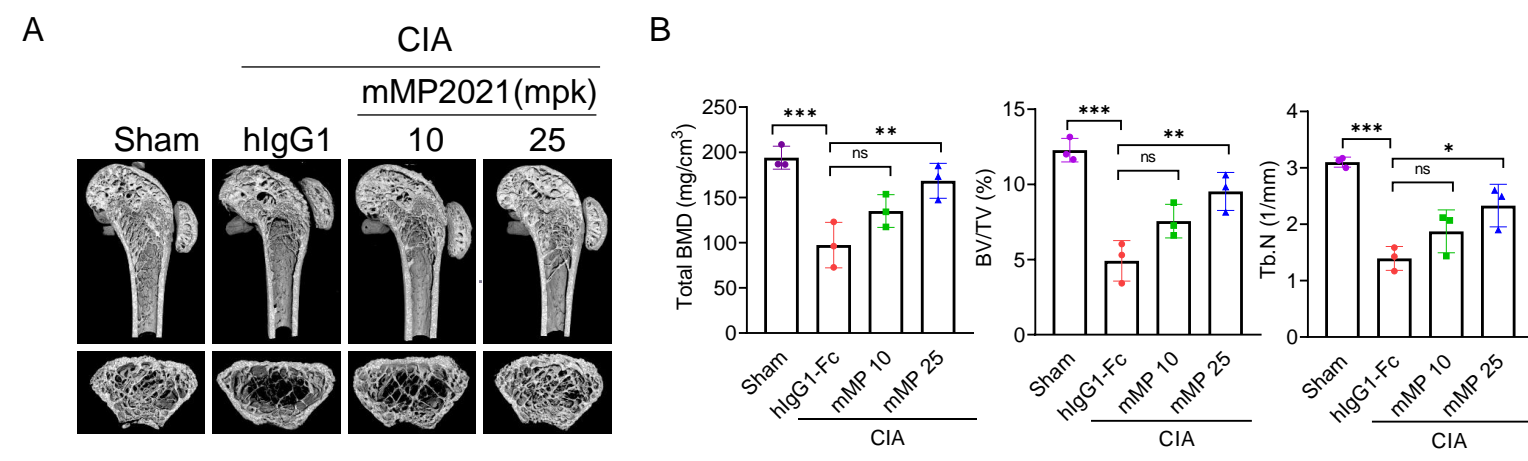 A
CIA
mMP2021(mpk)
Sham hIgG1 10 25
B
Total BMD (mg/cm³)
250
200
150
100
50
0
***
**
ns
Sham
hIgG1-Fc
mMP 10
mMP 25
CIA
BV/TV (%)
15
10
5
0
***
**
ns
Sham
hIgG1-Fc
mMP 10
mMP 25
CIA
Tb.N (1/mm)
4
3
2
1
0
***
*
ns
Sham
hIgG1-Fc
mMP 10
mMP 25
CIA